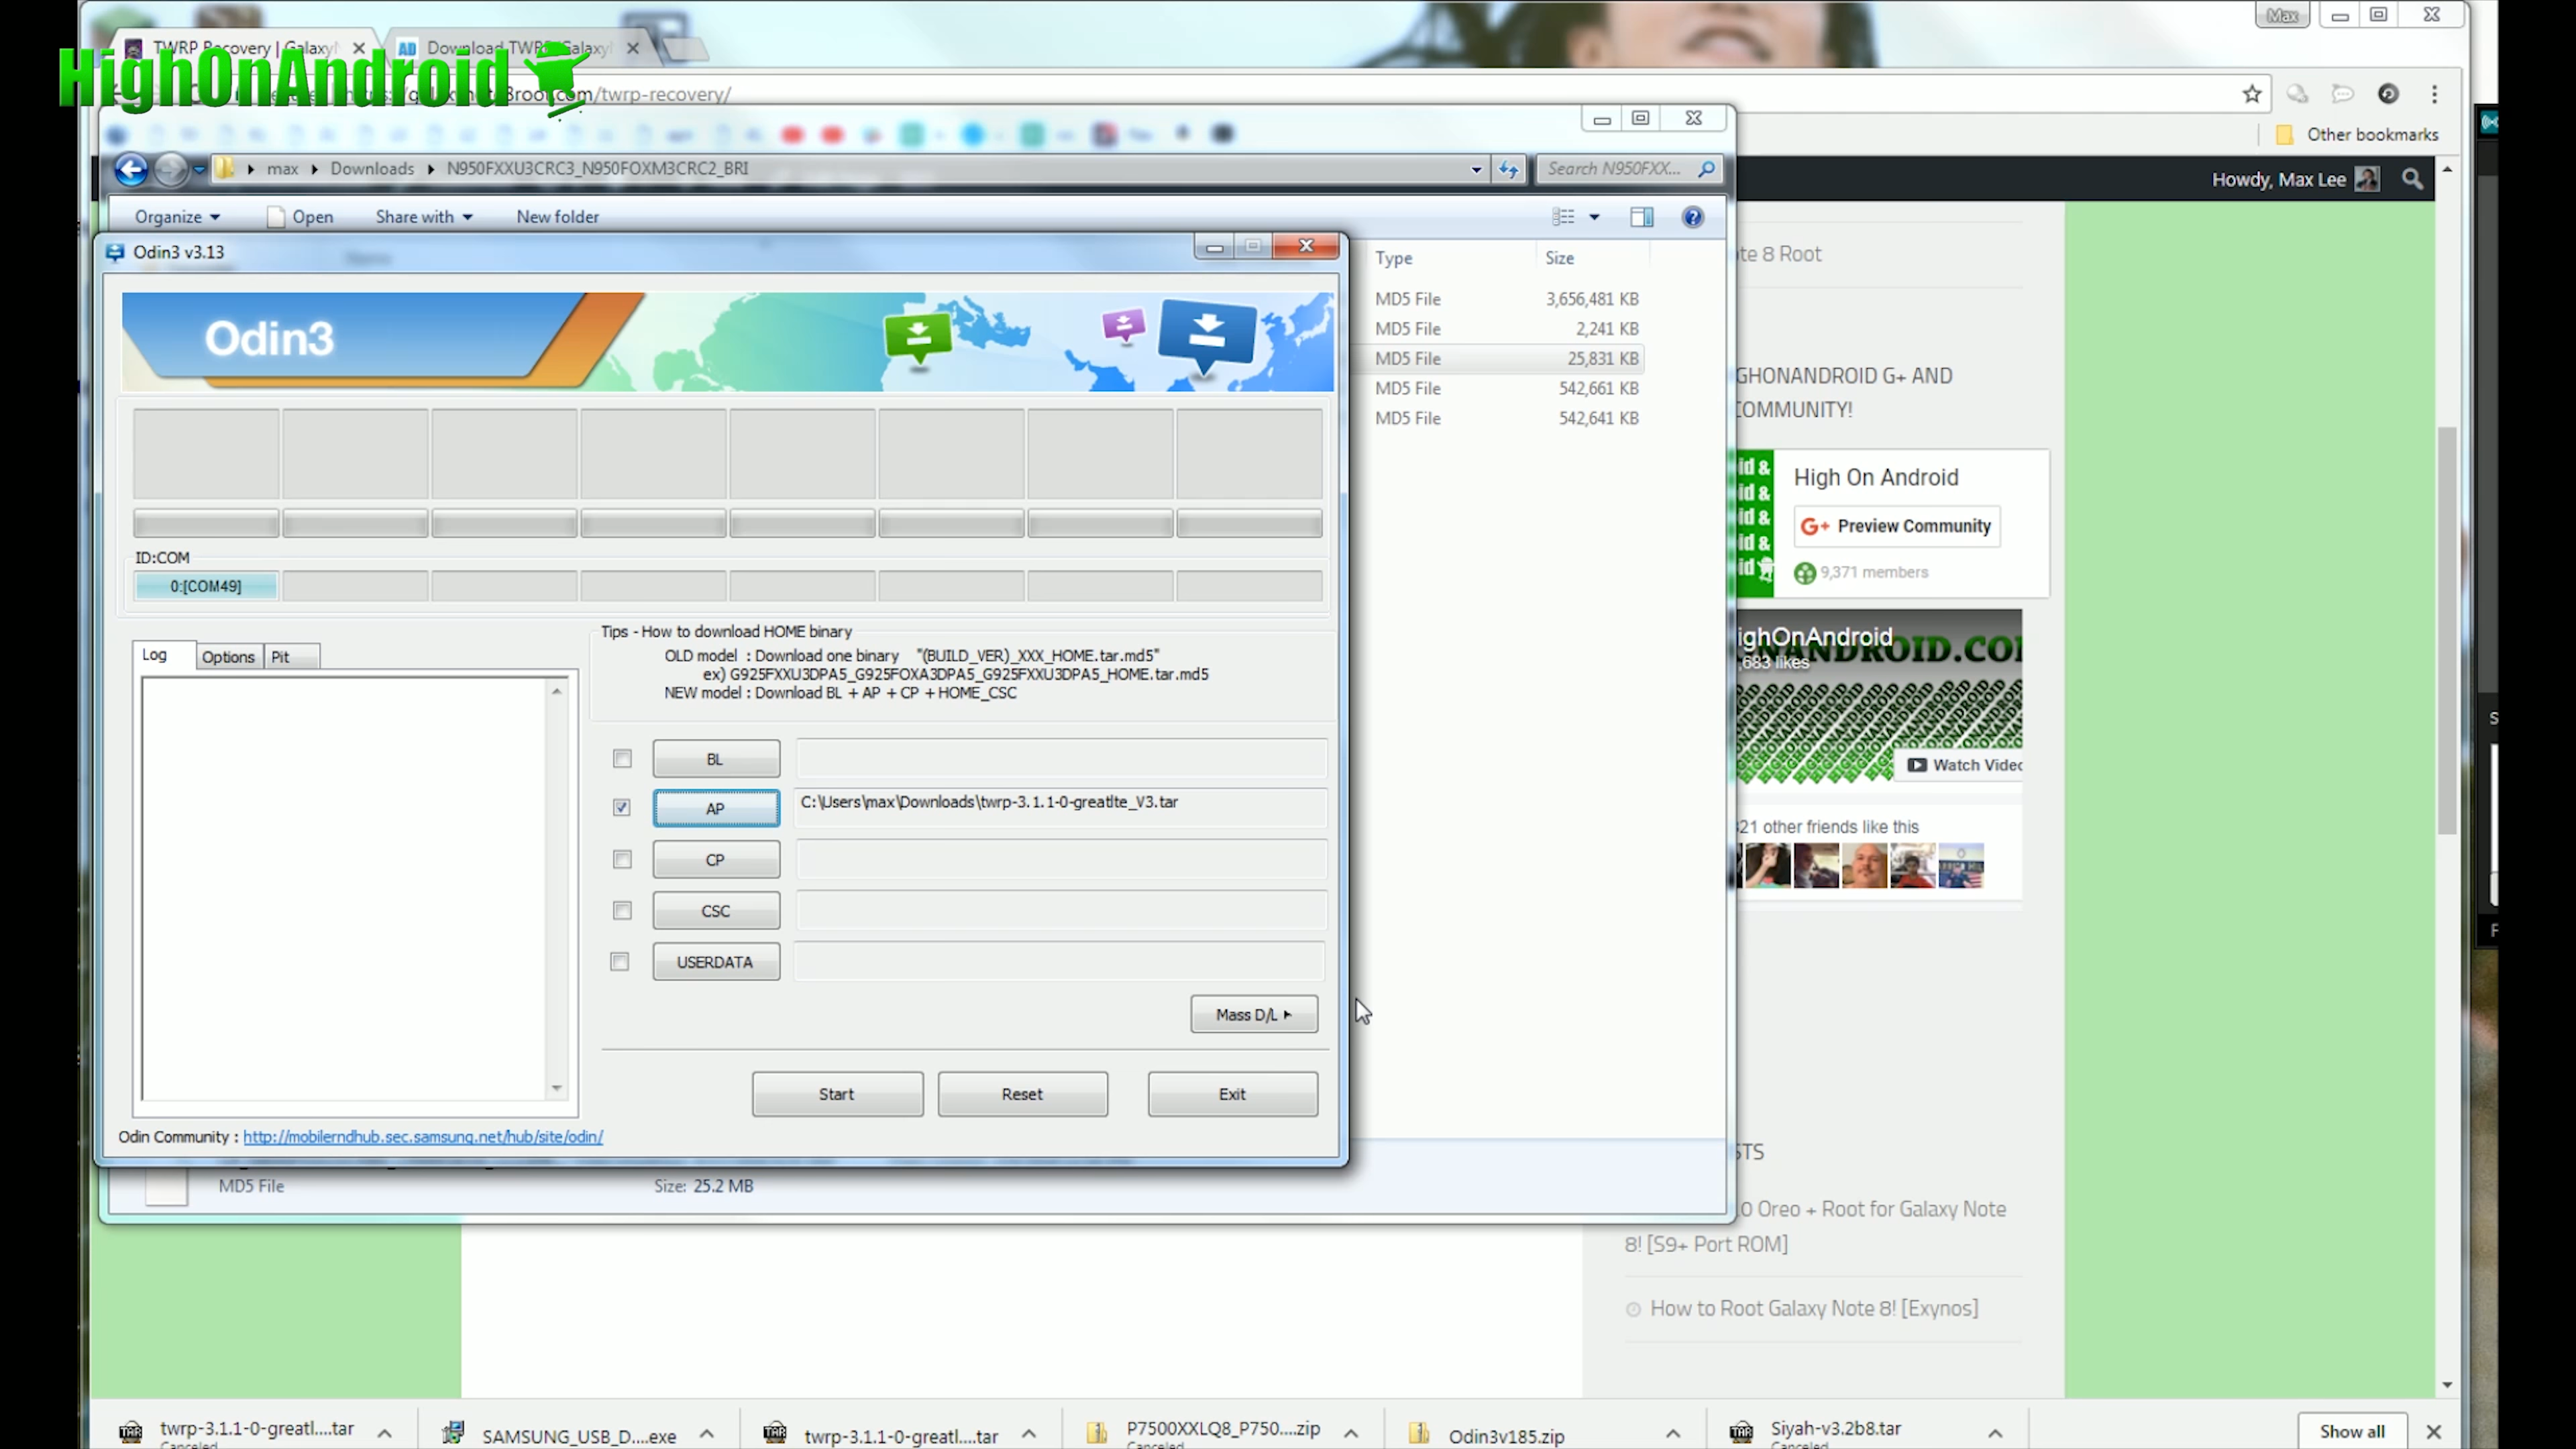 Max
TWRP Recovery | Galaxy
Download TWRP
HighOnAndroid
/twrp-recovery/
Other bookmarks
max
Downloads
N950FXXU3CRC3_N950FOXM3CRC2_BRI
Search N950FXX...
Howdy, Max Lee
Organize
Open
Share with
New folder
Odin3 v3.13
Type
Size
te 8 Root
Odin3
MD5 File 3,656,481 KB
MD5 File 2,241 KB
MD5 File 25,831 KB
MD5 File 542,661 KB
MD5 File 542,641 KB
GHONANDROID G+ AND
COMMUNITY!
High On Android
G+ Preview Community
9,371 members
ID:COM
0:[COM49]
Log
Options
Pit
Tips - How to download HOME binary
OLD model : Download one binary "(BUILD_VER)_XXX_HOME.tar.md5"
ex) G925FXXU3DPA5_G925FOXA3DPA5_G925FXXU3DPA5_HOME.tar.md5
NEW model : Download BL + AP + CP + HOME_CSC
ighOnAndroid
,683 likes
Watch Video
BL
AP
C:\Users\max\Downloads\twrp-3.1.1-0-greatlte_V3.tar
CP
CSC
USERDATA
321 other friends like this
Mass D/L
Start
Reset
Exit
Odin Community : http://mobilerndhub.sec.samsung.net/hub/site/odin/
MD5 File
Size: 25.2 MB
STS
.0 Oreo + Root for Galaxy Note
8! [S9+ Port ROM]
How to Root Galaxy Note 8! [Exynos]
twrp-3.1.1-0-greatl....tar
Canceled
SAMSUNG_USB_D....exe
twrp-3.1.1-0-greatl....tar
P7500XXLQ8_P750....zip
Canceled
Odin3v185.zip
Siyah-v3.2b8.tar
Canceled
Show all